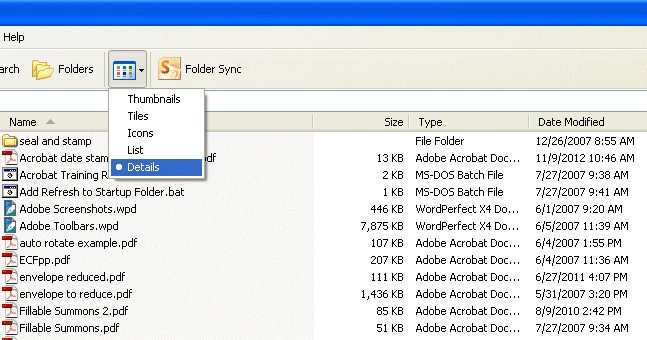 Help
arch Folders Folder Sync
Thumbnails
Tiles
Icons
List
Details
Name Size Type Date Modified
seal and stamp File Folder 12/26/2007 8:55 AM
Acrobat date stam pf.pdf 13 KB Adobe Acrobat Doc... 11/9/2012 10:46 AM
Acrobat Training R 2 KB MS-DOS Batch File 7/27/2007 9:38 AM
Add Refresh to Startup Folder.bat 1 KB MS-DOS Batch File 7/27/2007 9:41 AM
Adobe Screenshots.wpd 446 KB WordPerfect X4 Do... 6/1/2007 9:20 AM
Adobe Toolbars.wpd 7,875 KB WordPerfect X4 Do... 6/5/2007 11:39 AM
auto rotate example.pdf 107 KB Adobe Acrobat Doc... 6/4/2007 1:55 PM
ECFpp.pdf 207 KB Adobe Acrobat Doc... 6/4/2007 11:36 AM
envelope reduced.pdf 111 KB Adobe Acrobat Doc... 6/27/2011 4:07 PM
envelope to reduce.pdf 1,436 KB Adobe Acrobat Doc... 5/31/2007 3:20 PM
Fillable Summons 2.pdf 85 KB Adobe Acrobat Doc... 8/9/2010 2:42 PM
Fillable Summons.pdf 51 KB Adobe Acrobat Doc... 7/27/2007 9:34 AM